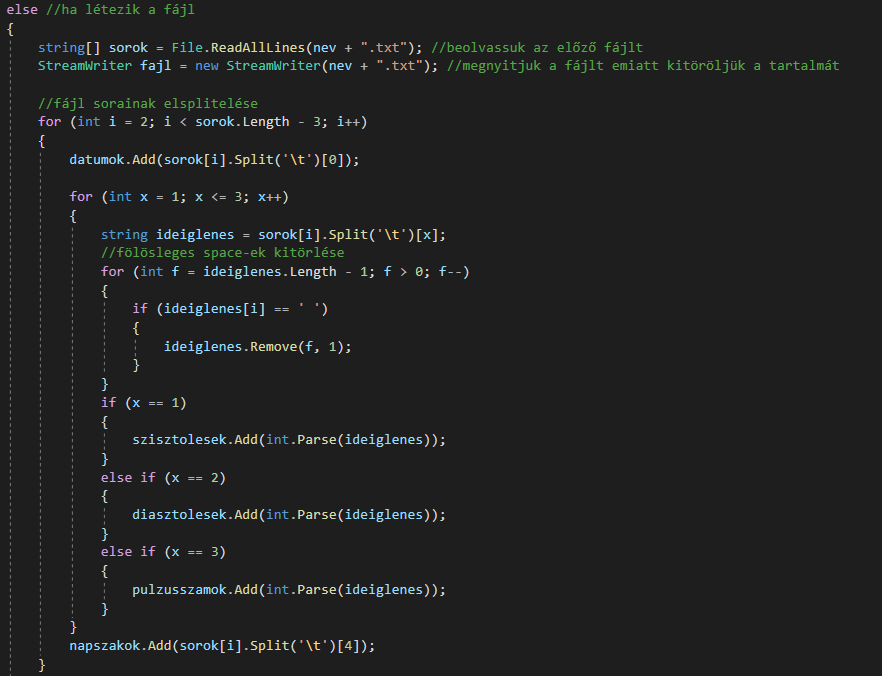 else //ha létezik a fájl
{
string[] sorok = File.ReadAllLines(nev + ".txt"); //beolvassuk az előző fájlt
StreamWriter fajl = new StreamWriter(nev + ".txt"); //megnyitjuk a fájlt emiatt kitöröljük a tartalmát
//fájl sorainak elsplitelése
for (int i = 2; i < sorok.Length - 3; i++)
{
datumok.Add(sorok[i].Split('\t')[0]);
for (int x = 1; x <= 3; x++)
{
string ideiglenes = sorok[i].Split('\t')[x];
//fölösleges space-ek kitörlése
for (int f = ideiglenes.Length - 1; f > 0; f--)
{
if (ideiglenes[i] == ' ')
{
ideiglenes.Remove(f, 1);
}
}
if (x == 1)
{
szisztolesek.Add(int.Parse(ideiglenes));
}
else if (x == 2)
{
diasztolesek.Add(int.Parse(ideiglenes));
}
else if (x == 3)
{
pulzusszamok.Add(int.Parse(ideiglenes));
}
}
napszakok.Add(sorok[i].Split('\t')[4]);
}